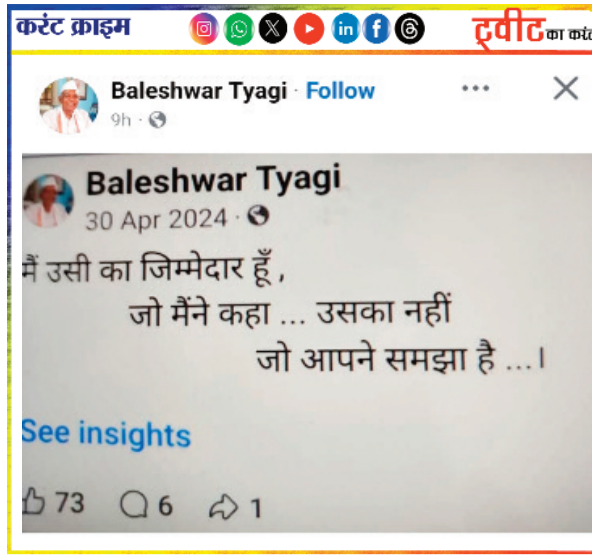 करंट क्राइम ट्वीट का करंट
Baleshwar Tyagi · Follow
9h ·
Baleshwar Tyagi
30 Apr 2024 ·
मैं उसी का जिम्मेदार हूँ ,
जो मैंने कहा ... उसका नहीं
जो आपने समझा है ...।
See insights
73 6 1